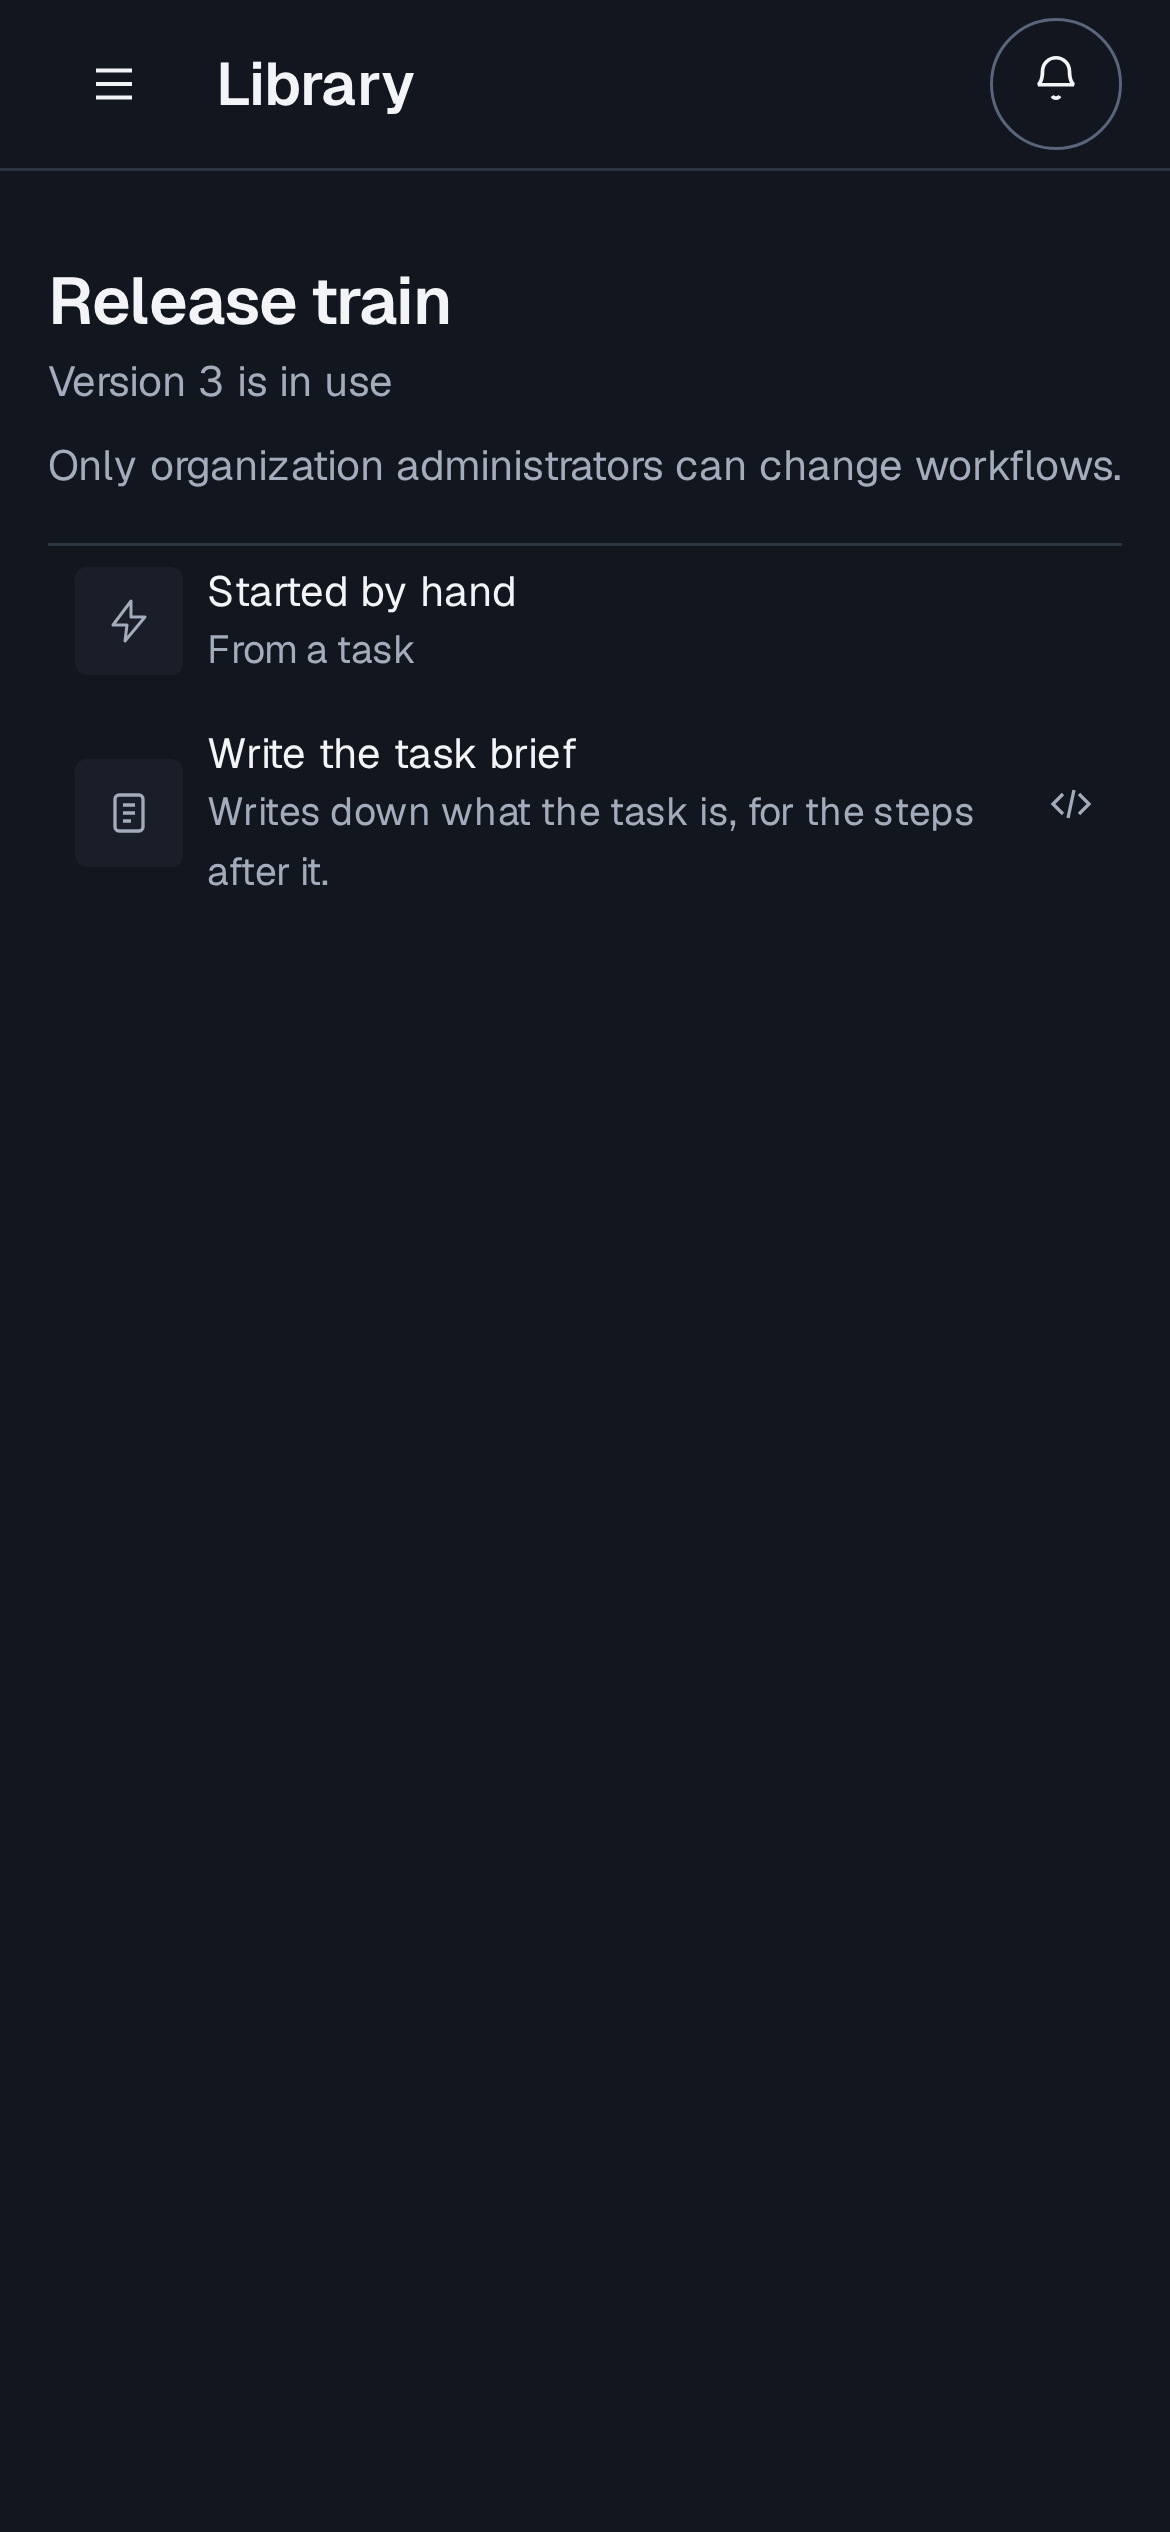 Library
Release train
Version 3 is in use
Only organization administrators can change workflows.
Started by hand
From a task
Write the task brief
Writes down what the task is, for the steps
after it.